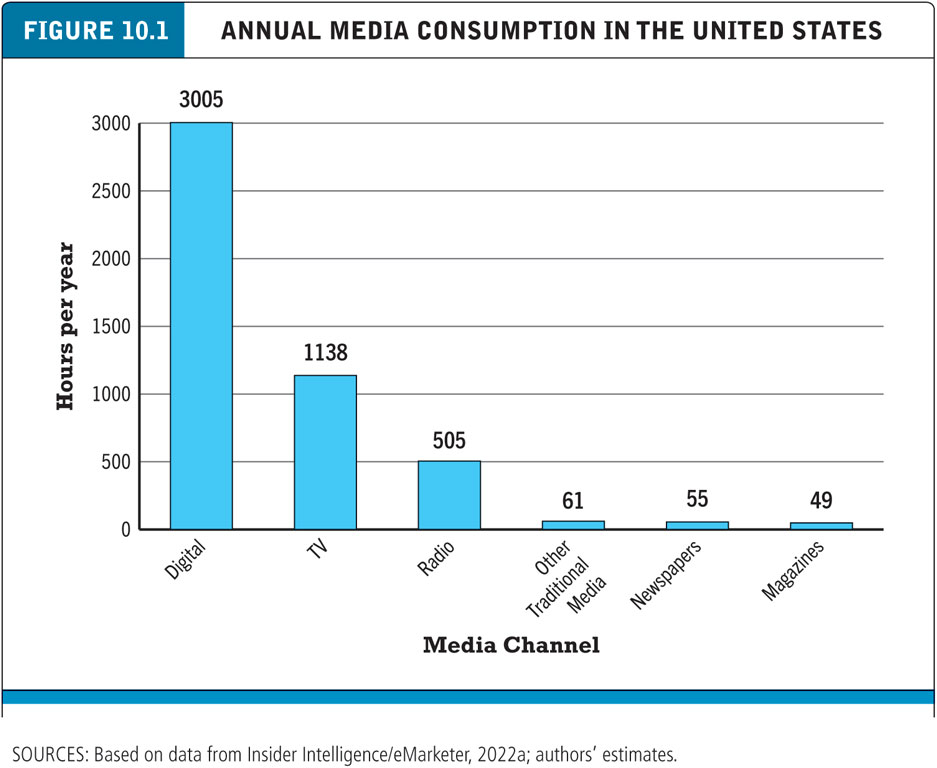 FIGURE 10.1 ANNUAL MEDIA CONSUMPTION IN THE UNITED STATES
Hours per year
3000
2500
2000
1500
1000
500
0
3005
1138
505
61
55
49
Digital
TV
Radio
Other
Traditional
Media
Newspapers
Magazines
Media Channel
SOURCES: Based on data from Insider Intelligence/eMarketer, 2022a; authors’ estimates.